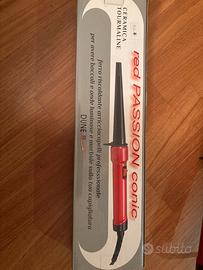 CERAMICA
TOURMALINE
red PASSION conic
ferro riscaldante arricciacapelli professionale
per avere boccoli e onde luminose e morbide sulla tua capigliatura
DUNE
subito